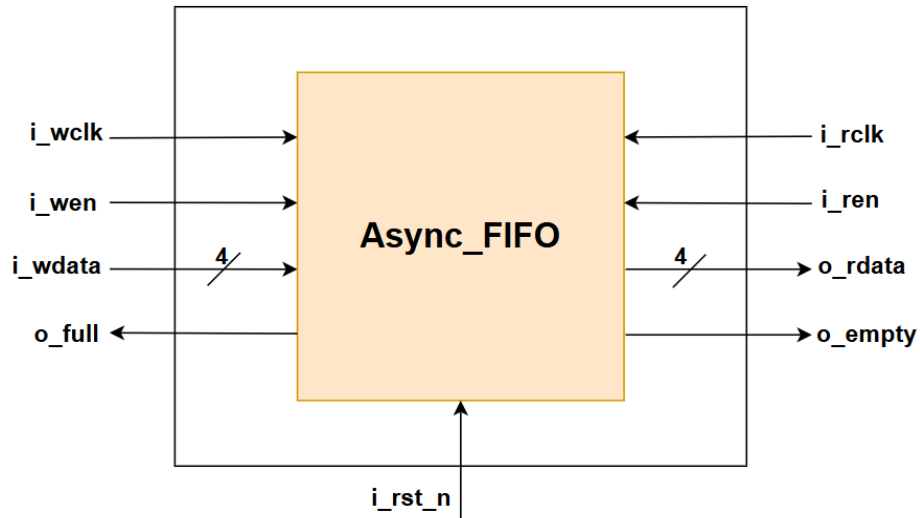 i_wclk
i_rclk
i_wen
i_ren
Async_FIFO
i_wdata
4
4
o_rdata
o_full
o_empty
i_rst_n